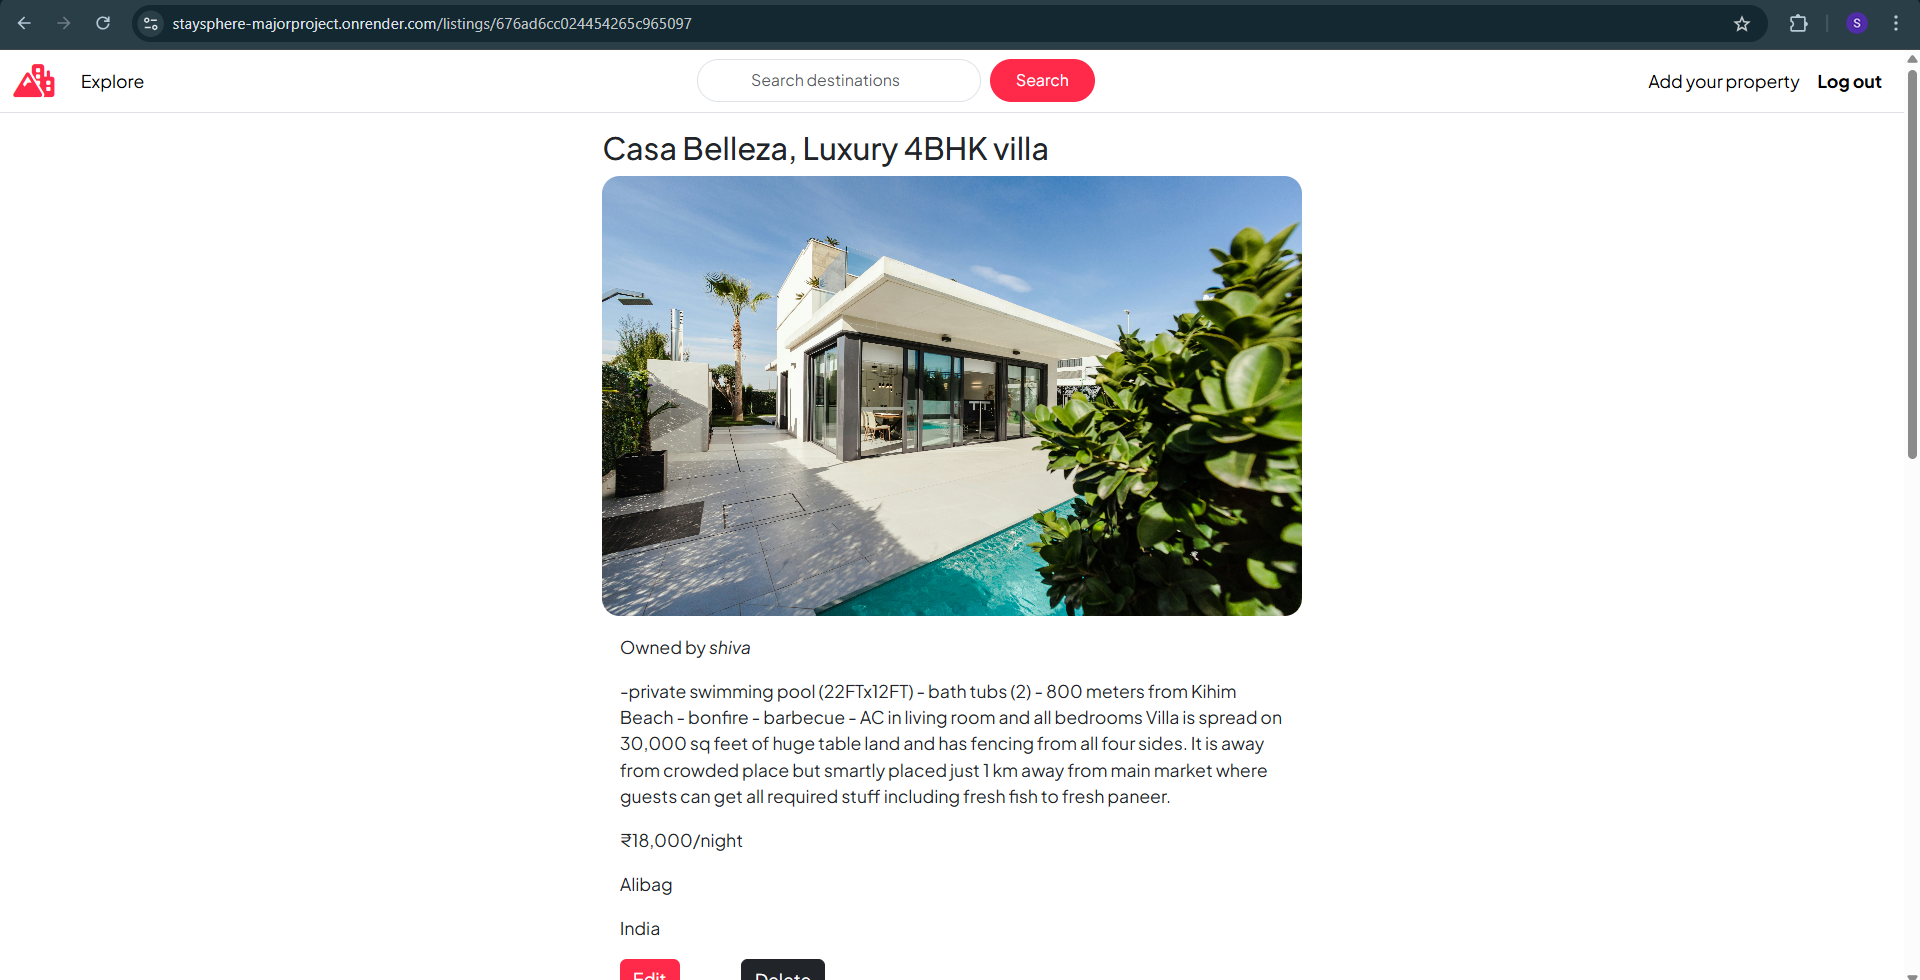 staysphere-majorproject.onrender.com/listings/676ad6cc024454265c965097
S
Explore
Search destinations
Search
Add your property
Log out
Casa Belleza, Luxury 4BHK villa
Owned by shiva
-private swimming pool (22FTx12FT) - bath tubs (2) - 800 meters from Kihim
Beach - bonfire - barbecue - AC in living room and all bedrooms Villa is spread on
30,000 sq feet of huge table land and has fencing from all four sides. It is away
from crowded place but smartly placed just 1 km away from main market where
guests can get all required stuff including fresh fish to fresh paneer.
₹18,000/night
Alibag
India
Edit
Delete